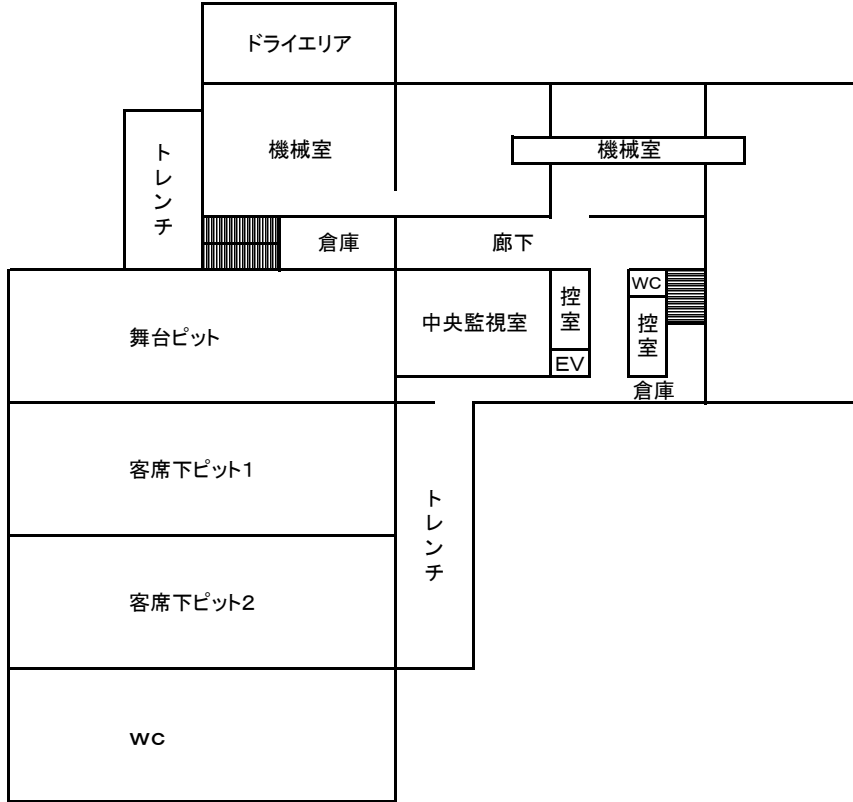 ドライエリア
機械室
機械室
トレンチ
倉庫
廊下
WC
控室
中央監視室
控室
舞台ピット
EV
倉庫
客席下ピット1
トレンチ
客席下ピット2
WC